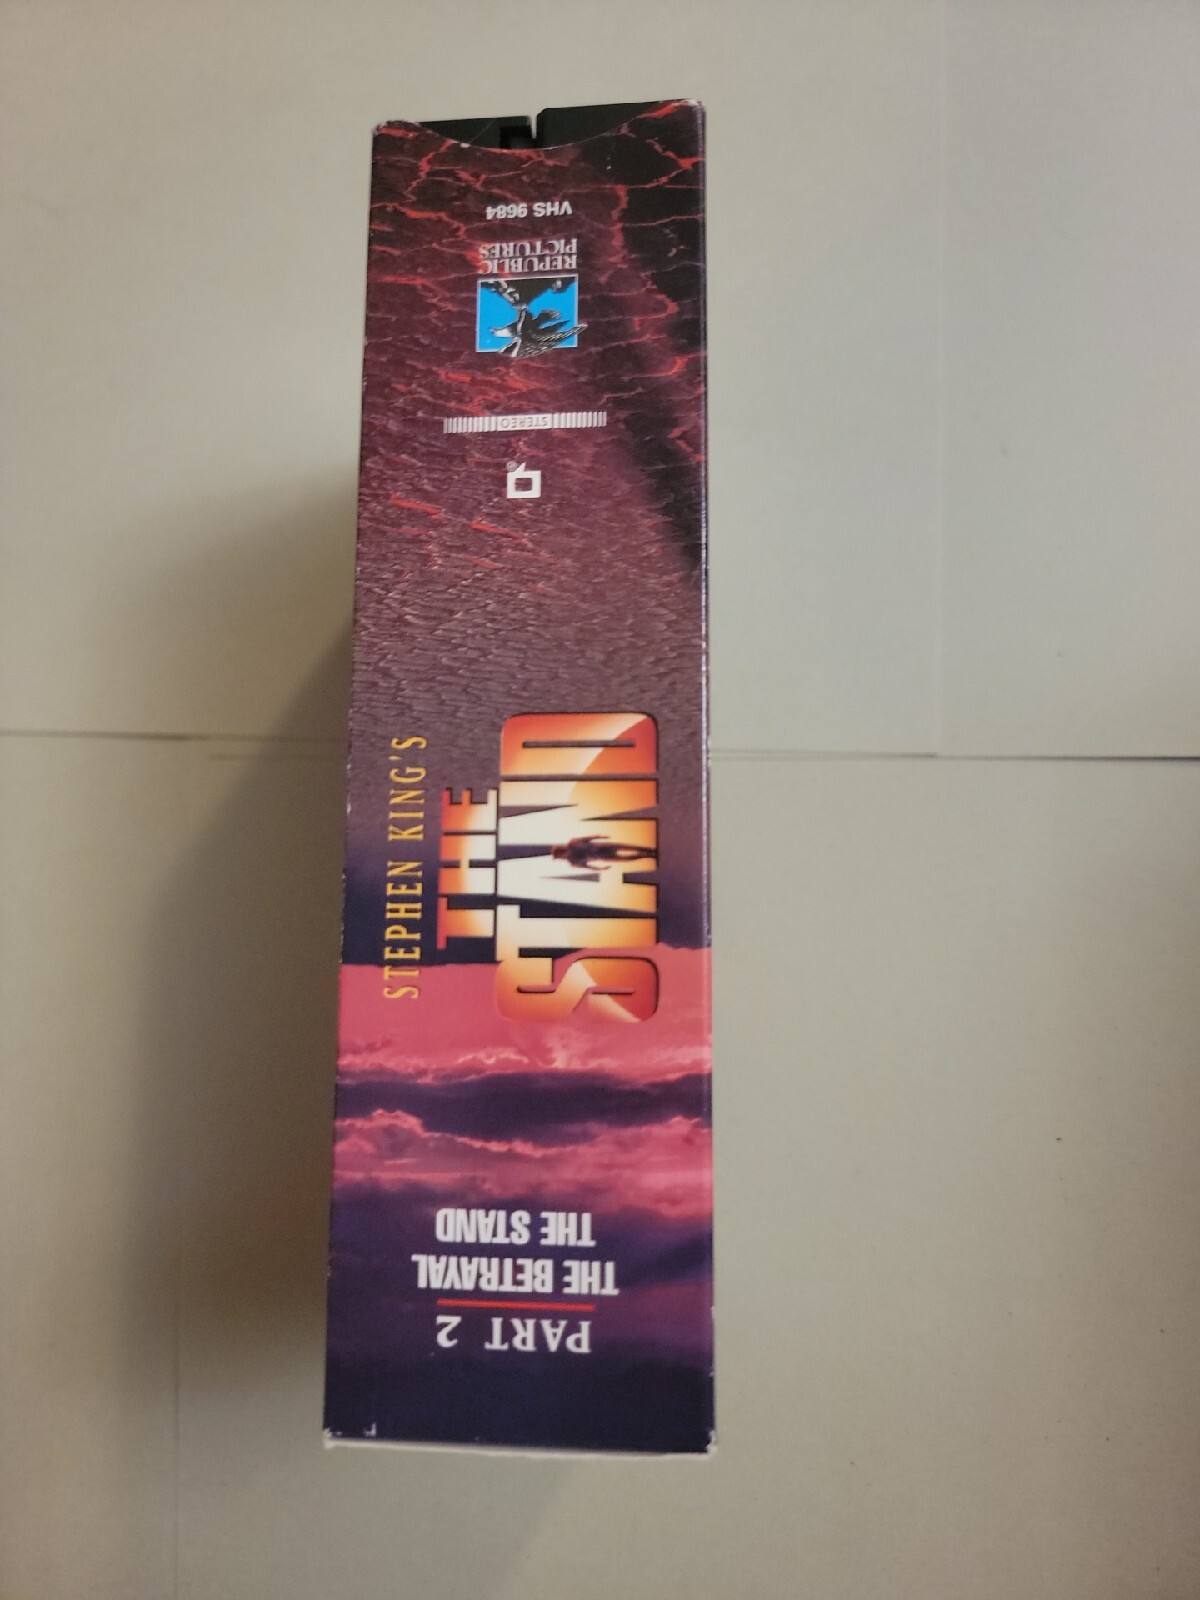 PART 2
THE BETRAYAL
THE STAND
STEPHEN KING'S
THE
STAND
STEREO
REPUBLIC
PICTURES
VHS 9684